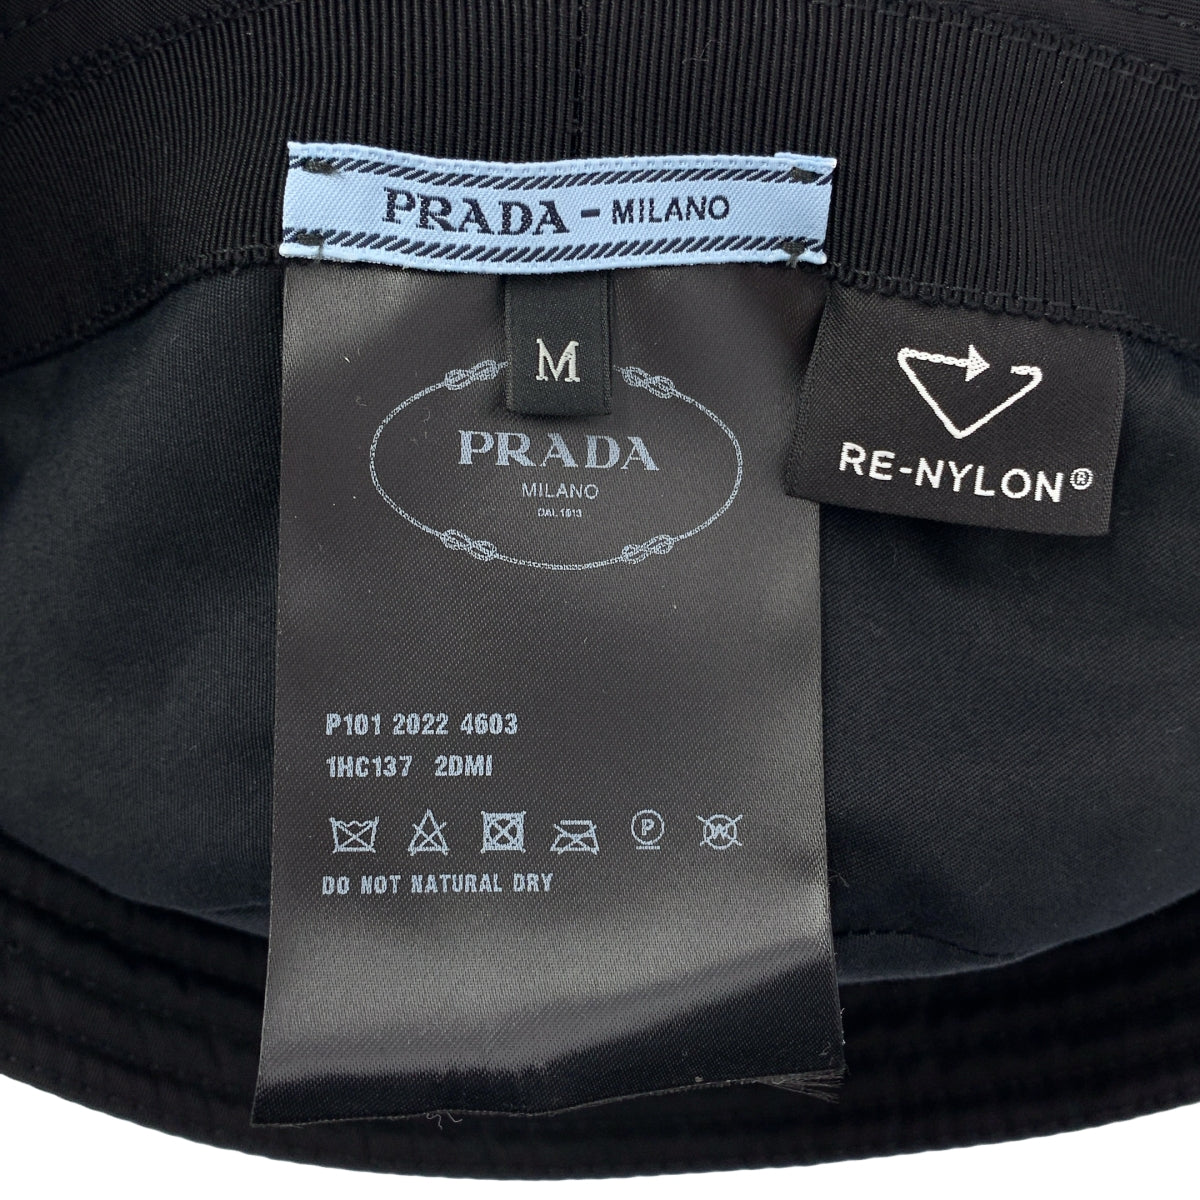 PRADA - MILANO
M
PRADA
MILANO
DAL 1913
RE-NYLON®
P101 2022 4603
1HC137 2DMI
P W
DO NOT NATURAL DRY